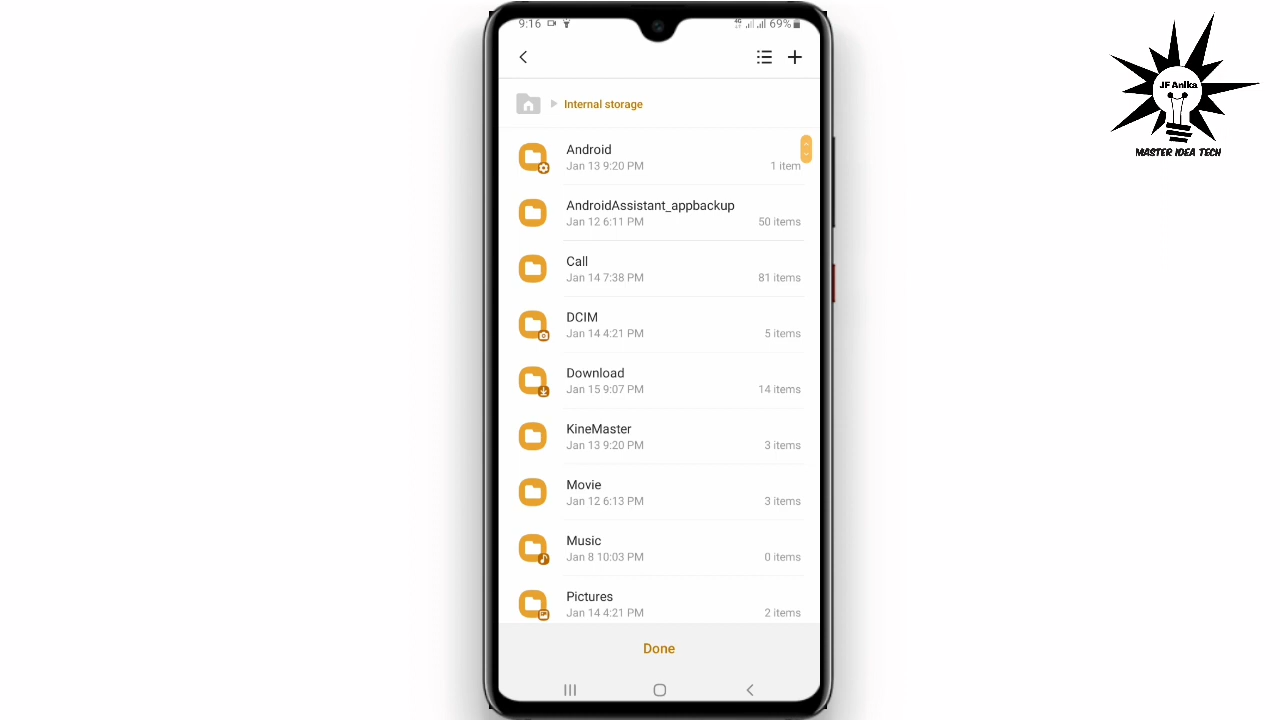 9:16
69%
Internal storage
Android
Jan 13 9:20 PM
1 item
AndroidAssistant_appbackup
Jan 12 6:11 PM
50 items
Call
Jan 14 7:38 PM
81 items
DCIM
Jan 14 4:21 PM
5 items
Download
Jan 15 9:07 PM
14 items
KineMaster
Jan 13 9:20 PM
3 items
Movie
Jan 12 6:13 PM
3 items
Music
Jan 8 10:03 PM
0 items
Pictures
Jan 14 4:21 PM
2 items
Done
JF Anika
MASTER IDEA TECH